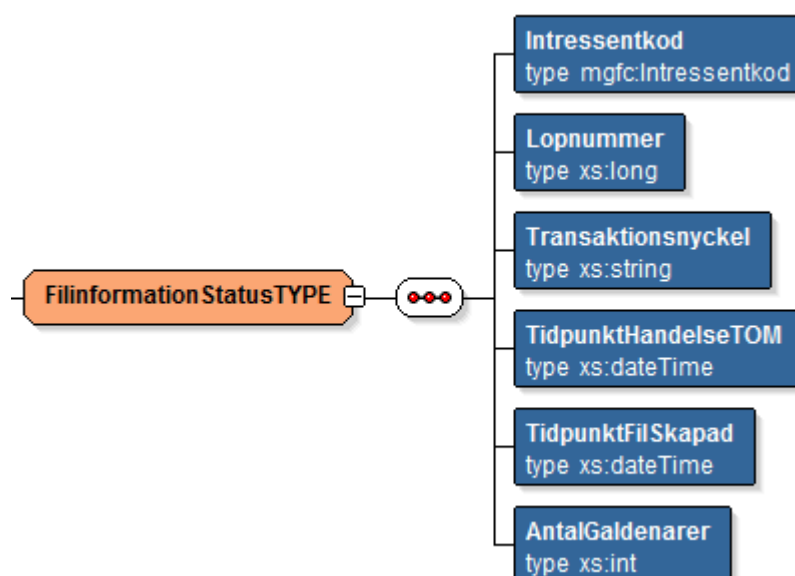 Intressentkod
type mgfc:Intressentkod
Lopnummer
type xs:long
Transaktionsnyckel
type xs:string
FilinformationStatusTYPE
TidpunktHandelseTOM
type xs:dateTime
TidpunktFilSkapad
type xs:dateTime
AntalGaldenarer
type xs:int